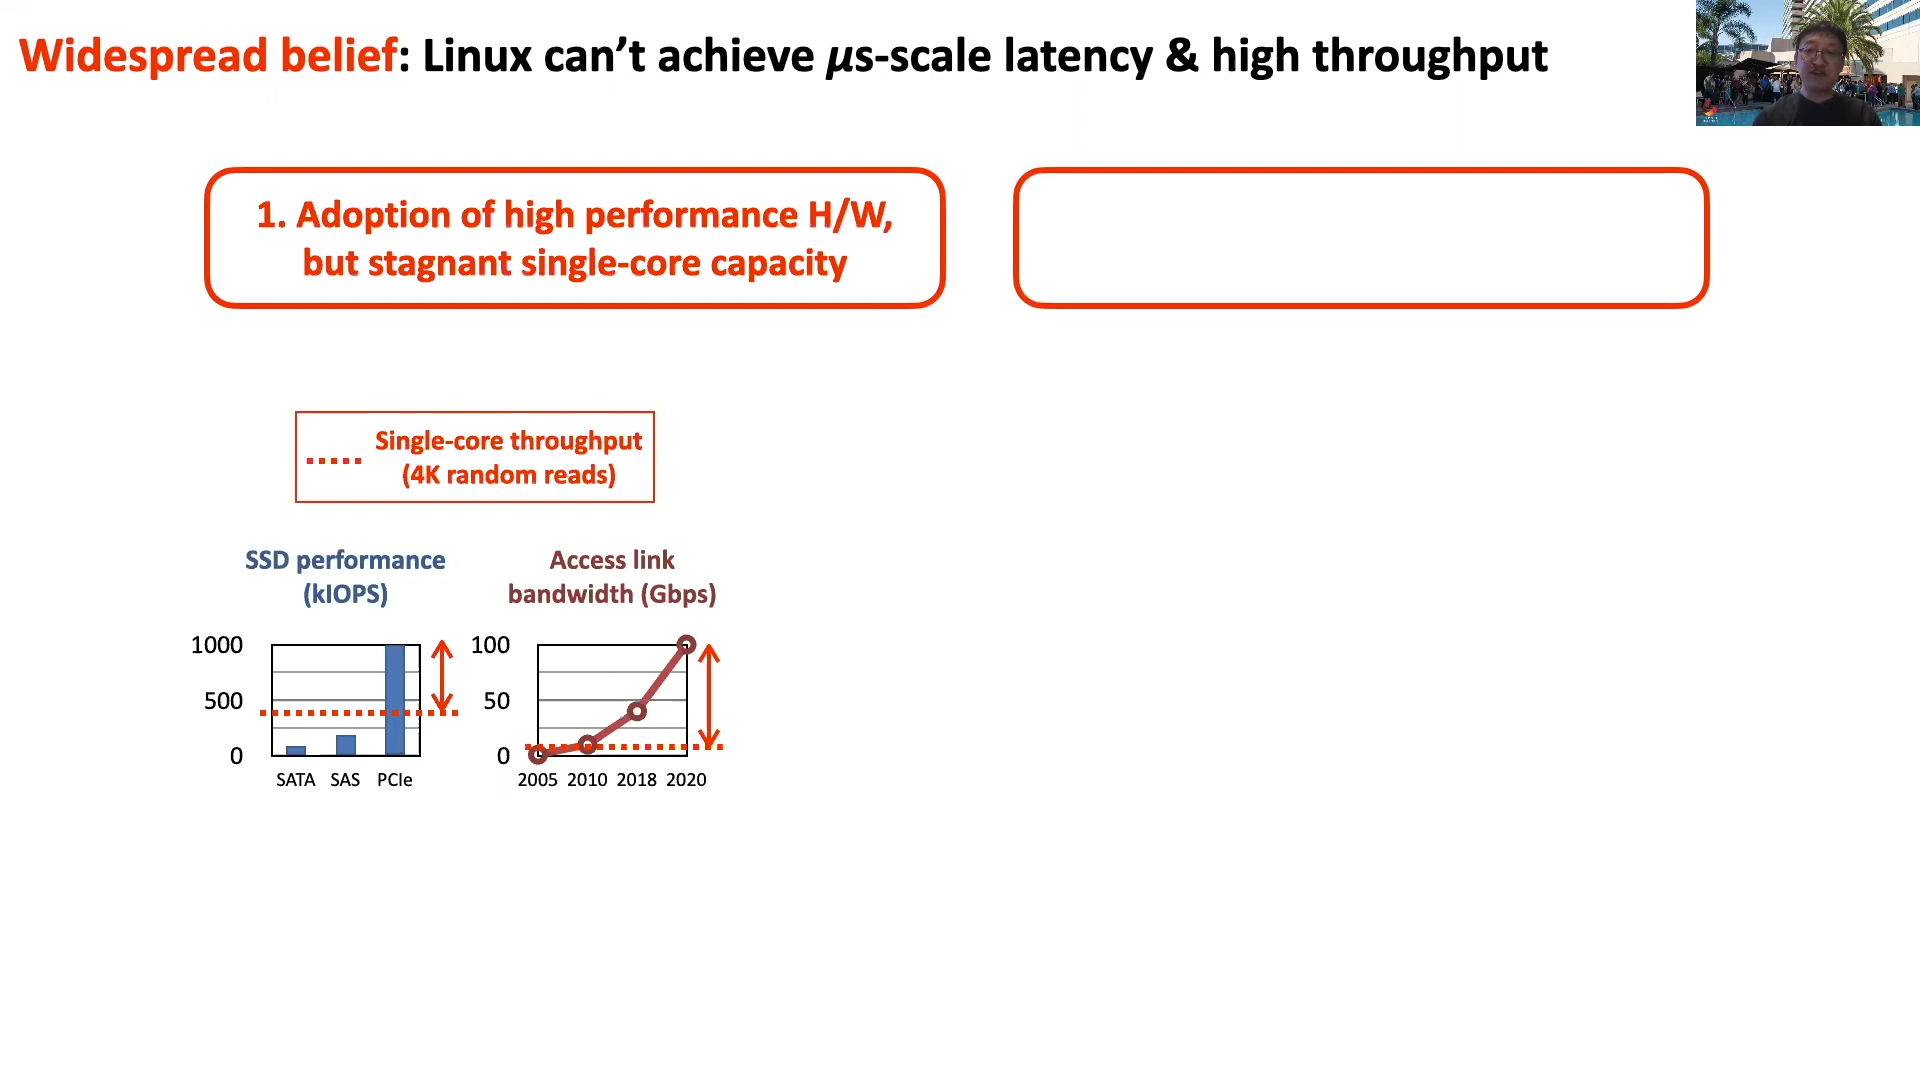 Widespread belief: Linux can’t achieve μs-scale latency & high throughput
1. Adoption of high performance H/W,
but stagnant single-core capacity
Single-core throughput
(4K random reads)
SSD performance
(kIOPS)
1000
500
0
SATA SAS PCIe
Access link
bandwidth (Gbps)
100
50
0
2005 2010 2018 2020